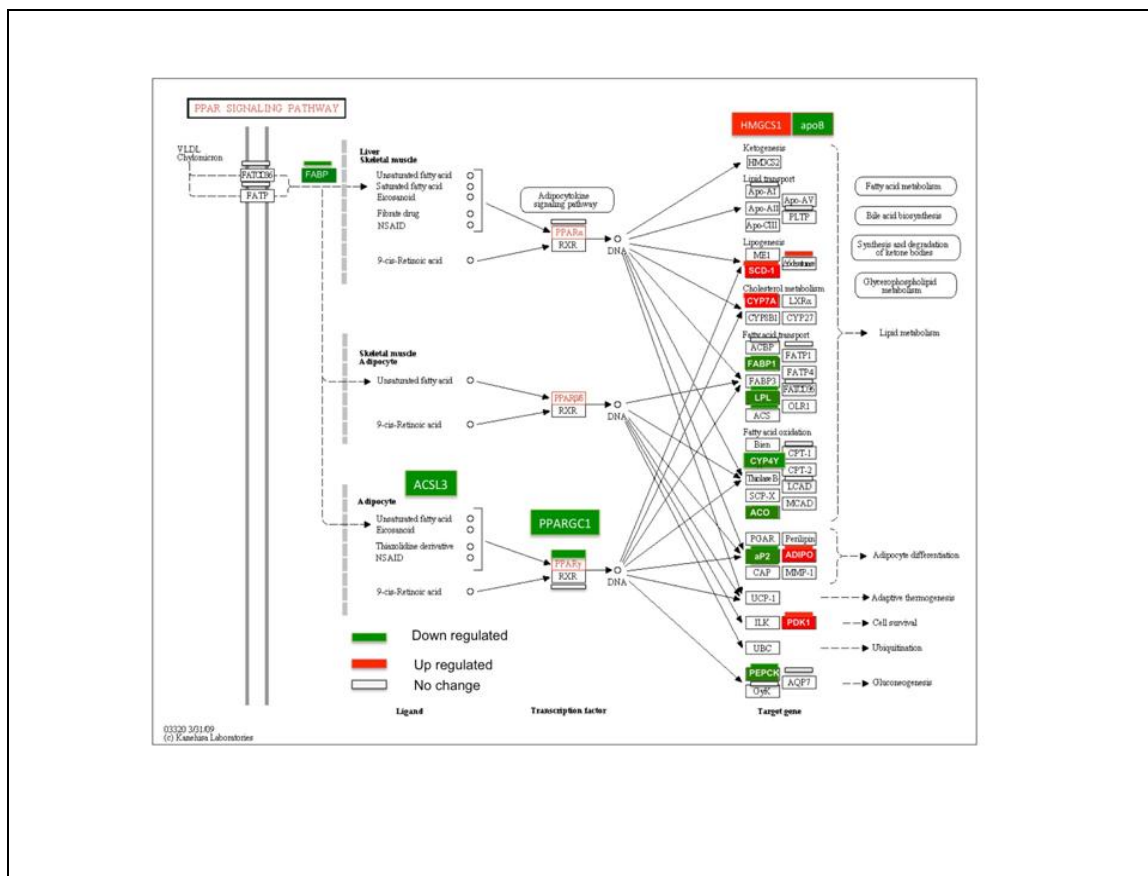 PPAR SIGNALING PATHWAY
HMGCS1
apoB
VLDL
Chylomicron
FATCD36
FATP
FABP
Liver
Skeletal muscle
Unsaturated fatty acid
Saturated fatty acid
Eicosanoid
Fibrate drug
NSAID
9-cis-Retinoic acid
Adipocytokine
signaling pathway
PPARα
RXR
DNA
Ketogenesis
HMGCS2
Lipid transport
Apo-AI
Apo-AII
Apo-CIII
Apo-AV
PLTP
Lipogenesis
ME1
SCD-1
Cholesterol metabolism
CYP7A
LXRα
CYP8B1
CYP27
Fatty acid transport
ACBP
FATP1
FABP1
FATP4
FABP3
FATCD36
LPL
OLR1
ACS
Fatty acid oxidation
Bien
CPT-1
CYP4Y
CPT-2
Thiolase B
LCAD
SCP-X
MCAD
ACO
Fatty acid metabolism
Bile acid biosynthesis
Synthesis and degradation
of ketone bodies
Glycerophospholipid
metabolism
Lipid metabolism
Skeletal muscle
Adipocyte
Unsaturated fatty acid
9-cis-Retinoic acid
PPARβδ
RXR
DNA
ACSL3
PPARGC1
Adipocyte
Unsaturated fatty acid
Eicosanoid
Thiazolidine derivative
NSAID
9-cis-Retinoic acid
PPARγ
RXR
DNA
PGAR
Perilipin
aP2
ADIPO
CAP
MMP-1
Adipocyte differentiation
UCP-1
Adaptive thermogenesis
ILK
PDK1
Cell survival
UBC
Ubiquitination
PEPCK
GyK
AQP7
Gluconeogenesis
Down regulated
Up regulated
No change
Ligand
Transcription factor
Target gene
03320 3/31/09
(c) Kanehisa Laboratories